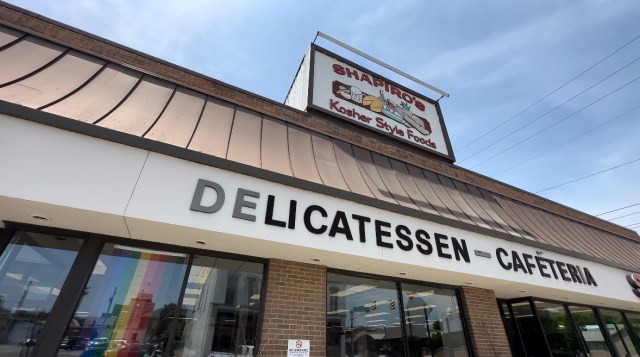 SHAPIRO'S
Kosher Style Foods
DELICATESSEN - CAFETERIA